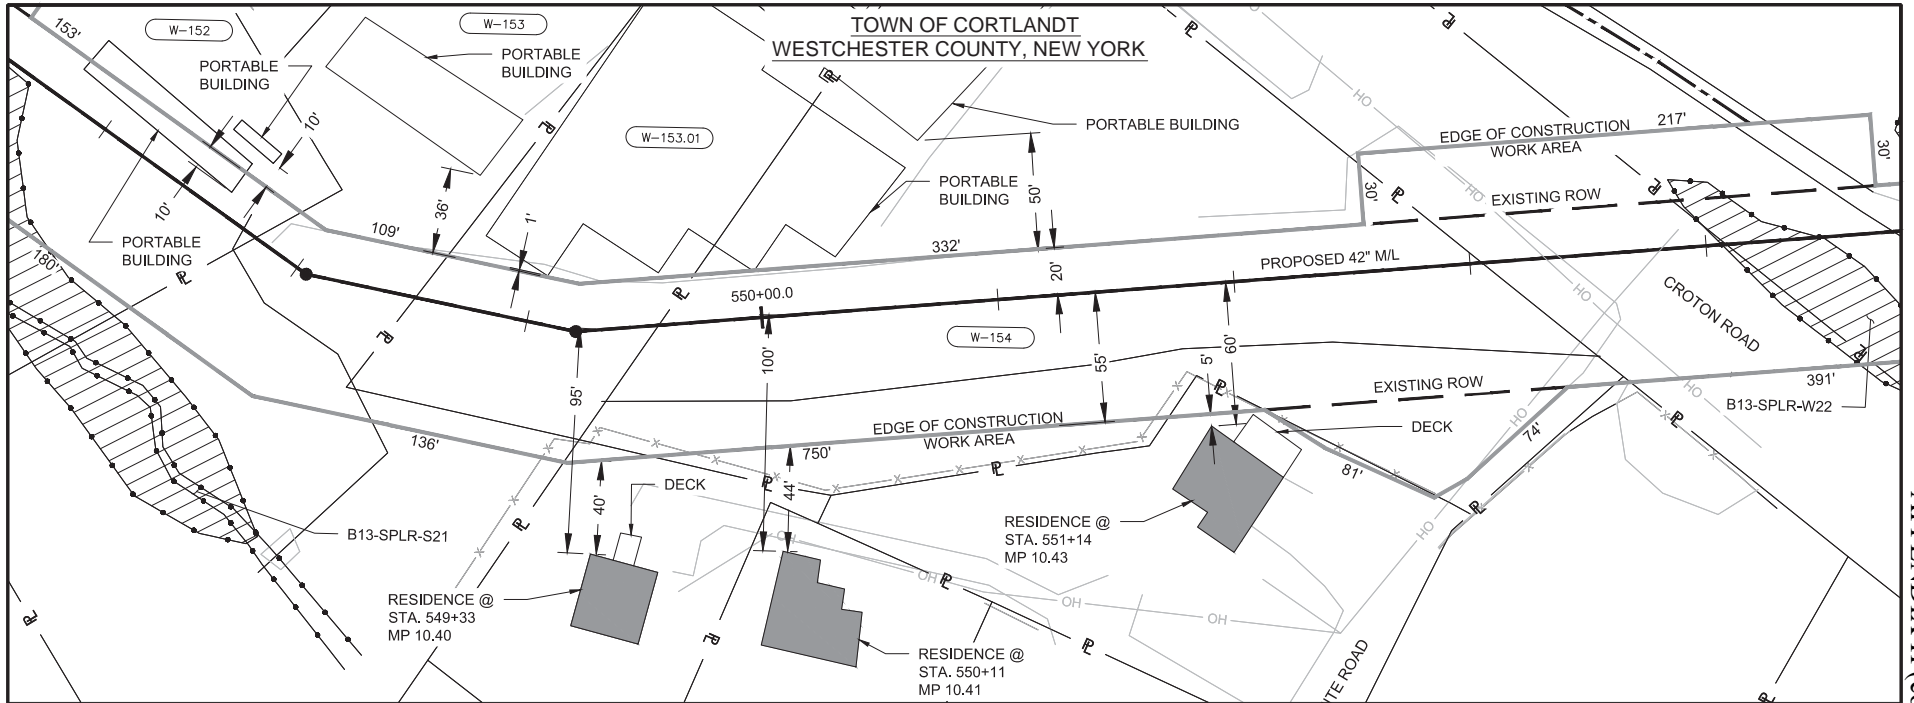 TOWN OF CORTLANDT
WESTCHESTER COUNTY, NEW YORK
153'
W-152
W-153
PORTABLE
BUILDING
PORTABLE
BUILDING
10'
W-153.01
PORTABLE BUILDING
EDGE OF CONSTRUCTION
WORK AREA
217'
30'
OH
HO
PORTABLE
BUILDING
50'
30'
EXISTING ROW
10'
36'
1'
109'
332'
PORTABLE
BUILDING
180'
20'
PROPOSED 42" M/L
550+00.0
HO
CROTON ROAD
W-154
95'
100'
55'
5'
60'
EXISTING ROW
391'
HO
B13-SPLR-W22
EDGE OF CONSTRUCTION
WORK AREA
DECK
136'
750'
74'
81'
OH
40'
DECK
44'
B13-SPLR-S21
RESIDENCE @
STA. 551+14
MP 10.43
OH
OH
HO
OH
HO
RESIDENCE @
STA. 549+33
MP 10.40
RESIDENCE @
STA. 550+11
MP 10.41
ITE ROAD